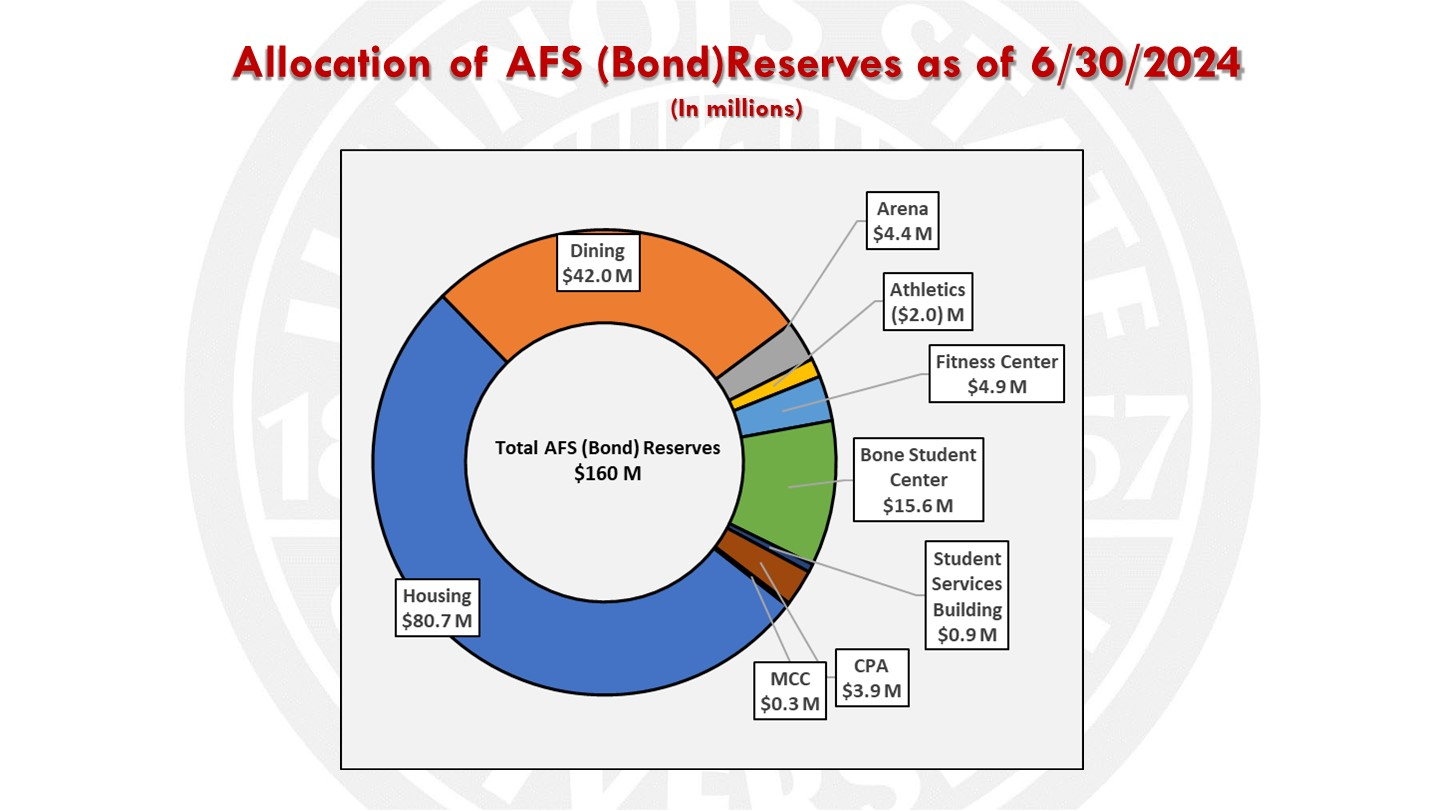 Allocation of AFS (Bond)Reserves as of 6/30/2024
(In millions)
Arena
$4.4 M
Dining
$42.0 M
Athletics
($2.0) M
Fitness Center
$4.9 M
Total AFS (Bond) Reserves
$160 M
Bone Student
Center
$15.6 M
Student
Services
Building
$0.9 M
Housing
$80.7 M
CPA
$3.9 M
MCC
$0.3 M